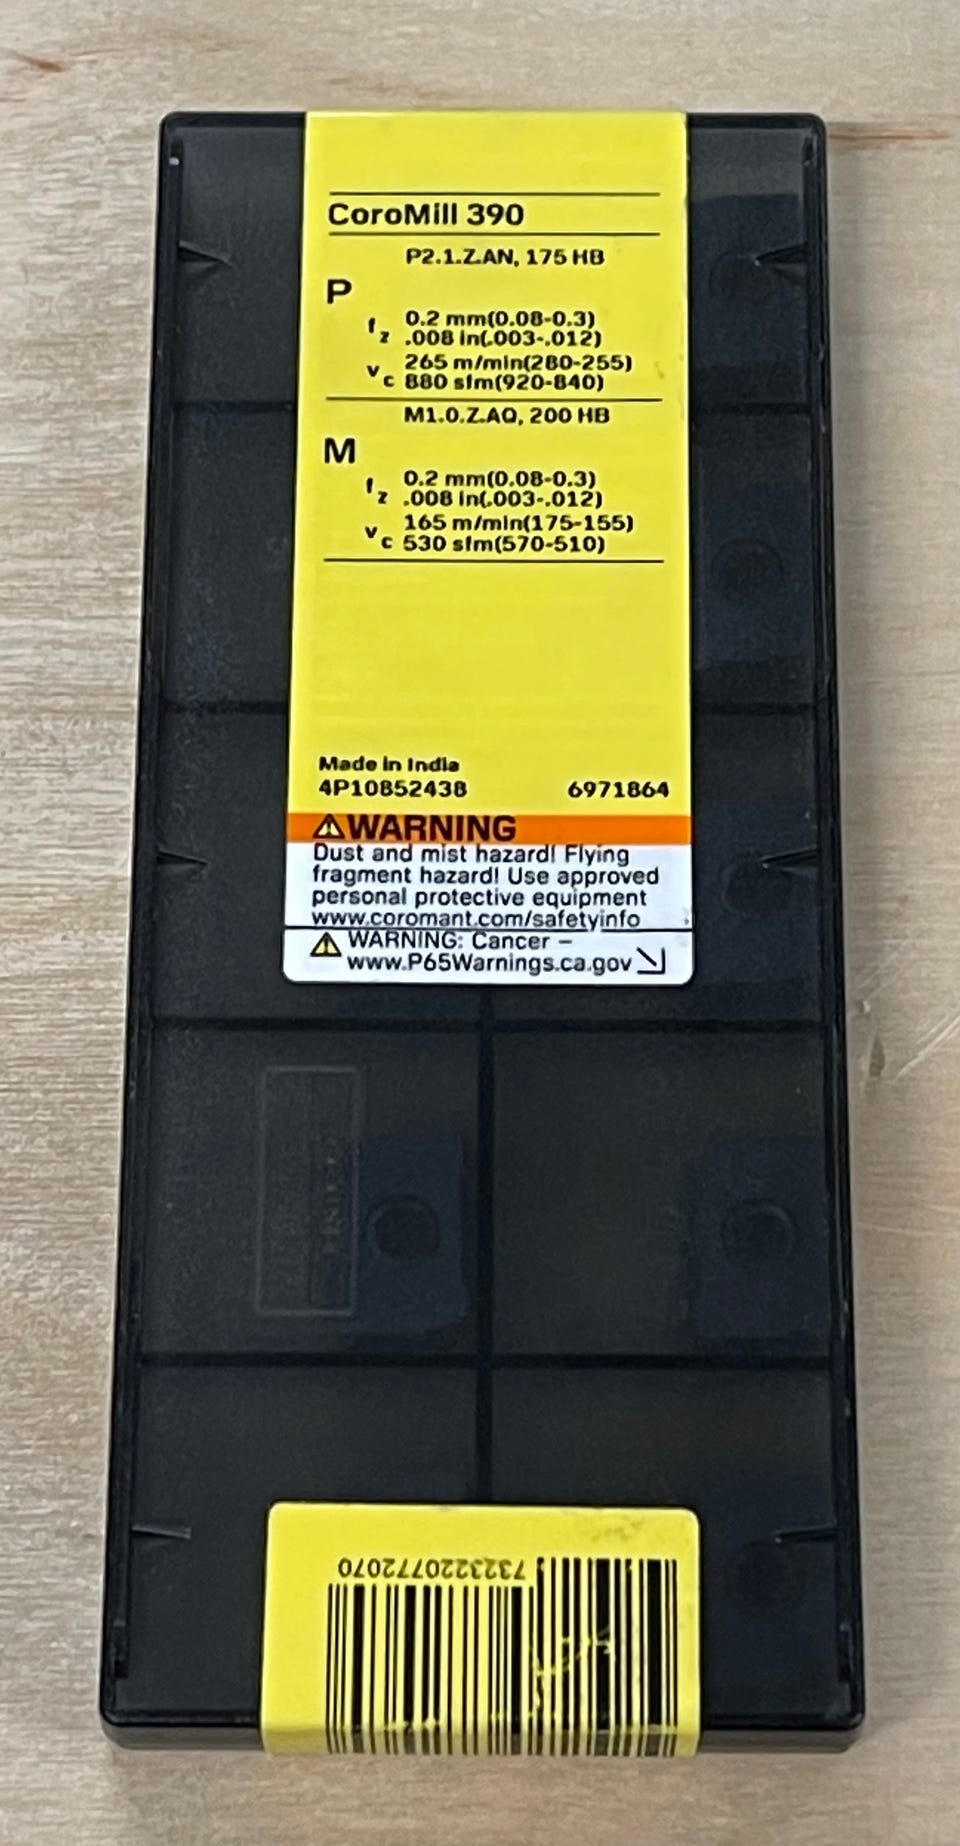 CoroMill 390
P2.1.Z.AN, 175 HB
P
fz 0.2 mm(0.08-0.3)
.008 in(.003-.012)
vc 265 m/min(280-255)
880 sfm(920-840)
M1.0.Z.AQ, 200 HB
M
fz 0.2 mm(0.08-0.3)
.008 in(.003-.012)
vc 165 m/min(175-155)
530 sfm(570-510)
Made in India
4P10852438 6971864
WARNING
Dust and mist hazard! Flying
fragment hazard! Use approved
personal protective equipment
www.coromant.com/safetyinfo
WARNING: Cancer –
www.P65Warnings.ca.gov
7323220772070